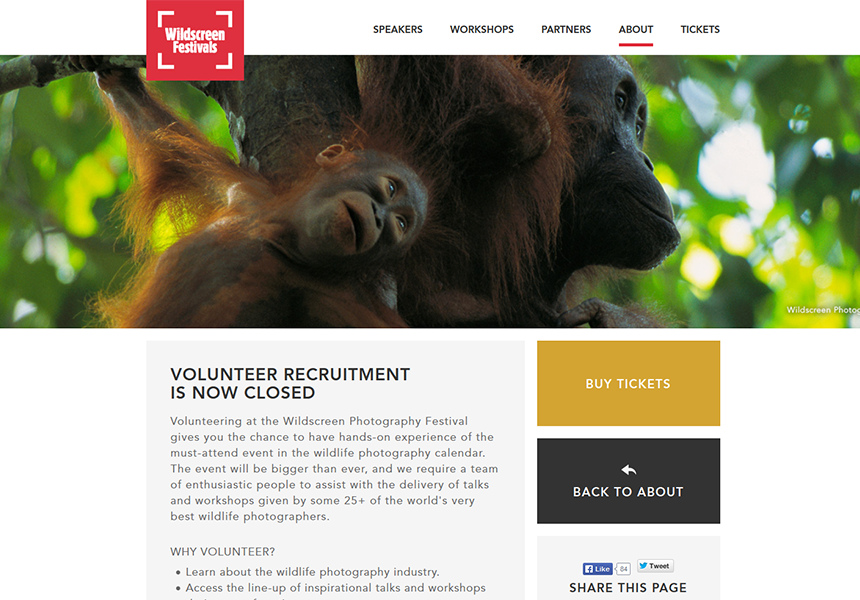 Wildscreen
Festivals
SPEAKERS
WORKSHOPS
PARTNERS
ABOUT
TICKETS
Wildscreen Photo
VOLUNTEER RECRUITMENT
IS NOW CLOSED
Volunteering at the Wildscreen Photography Festival
gives you the chance to have hands-on experience of the
must-attend event in the wildlife photography calendar.
The event will be bigger than ever, and we require a team
of enthusiastic people to assist with the delivery of talks
and workshops given by some 25+ of the world's very
best wildlife photographers.
WHY VOLUNTEER?
• Learn about the wildlife photography industry.
• Access the line-up of inspirational talks and workshops
BUY TICKETS
BACK TO ABOUT
Like 84
Tweet
SHARE THIS PAGE